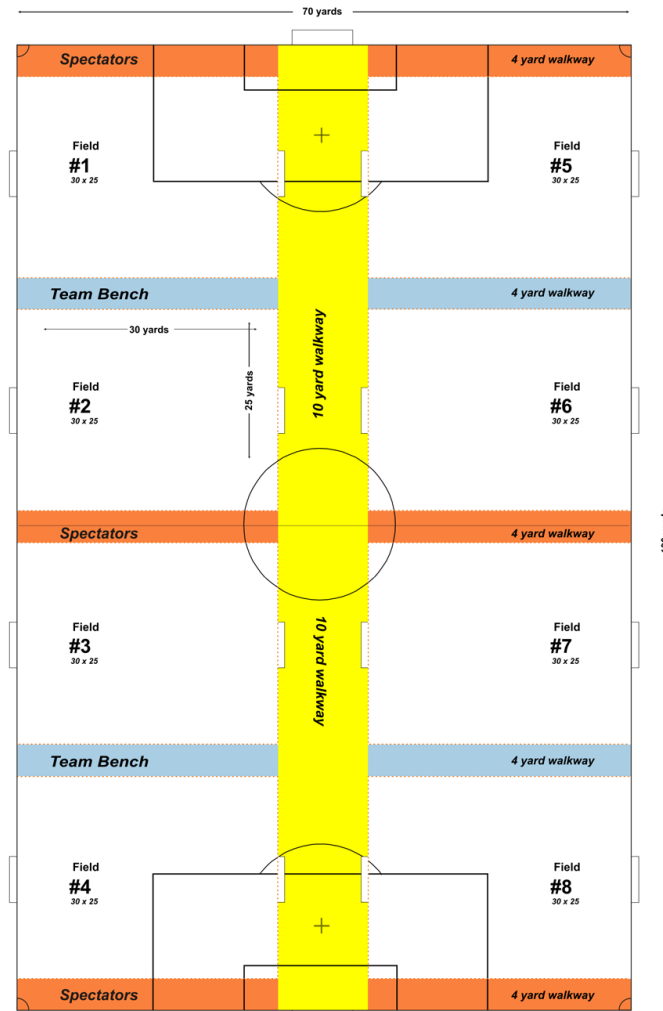 70 yards
Spectators
4 yard walkway
Field
#1
30 x 25
Field
#5
30 x 25
Team Bench
4 yard walkway
30 yards
25 yards
10 yard walkway
Field
#2
30 x 25
Field
#6
30 x 25
Spectators
4 yard walkway
Field
#3
30 x 25
10 yard walkway
Field
#7
30 x 25
Team Bench
4 yard walkway
Field
#4
30 x 25
Field
#8
30 x 25
Spectators
4 yard walkway